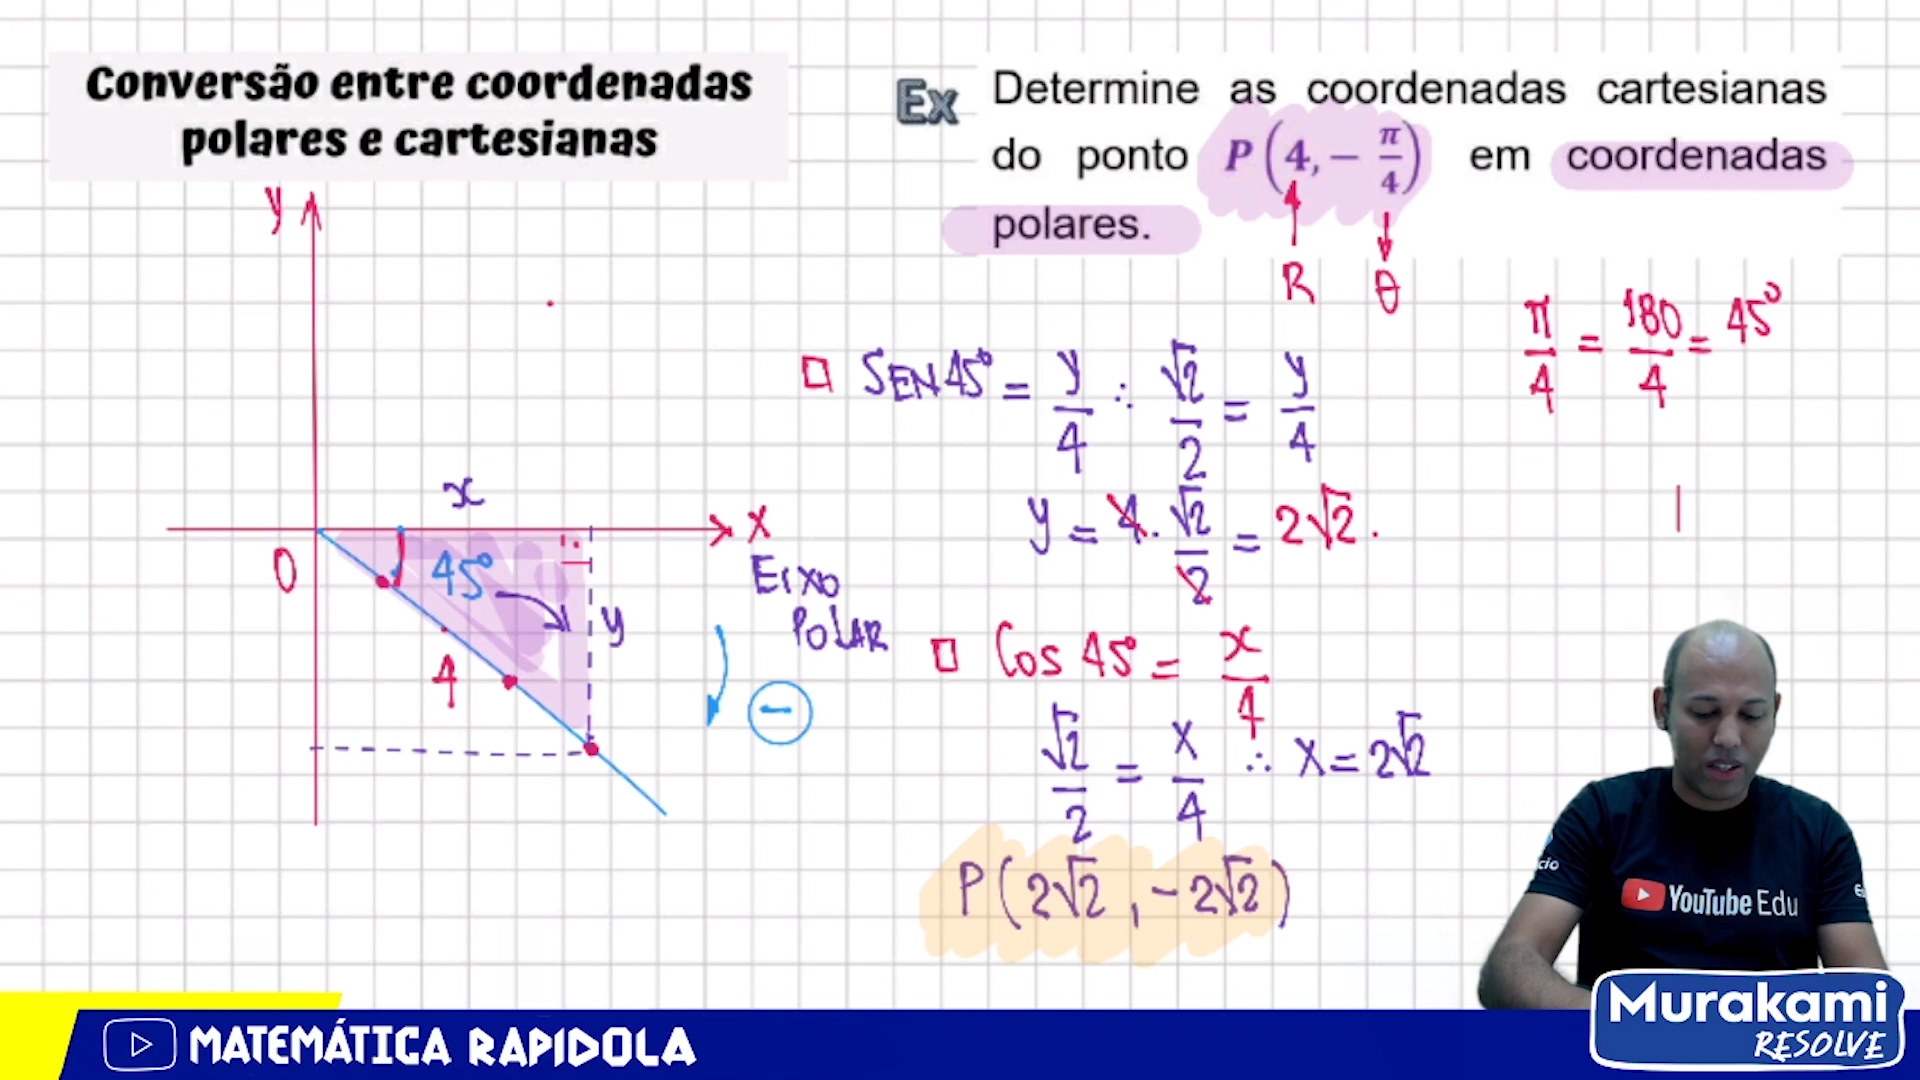 Conversão entre coordenadas
polares e cartesianas
Ex Determine as coordenadas cartesianas
do ponto P(4, - π/4) em coordenadas
polares.
R θ
π/4 = 180/4 = 45°
y
x
0
X
EIXO
POLAR
45°
y
4
−
SEN 45° = y/4 ∴ √2/2 = y/4
y = 4 · √2/2 = 2√2.
Cos 45° = x/4
√2/2 = x/4 ∴ x = 2√2
P(2√2, -2√2)
YouTube Edu
MATEMÁTICA RAPIDOLA
Murakami
RESOLVE